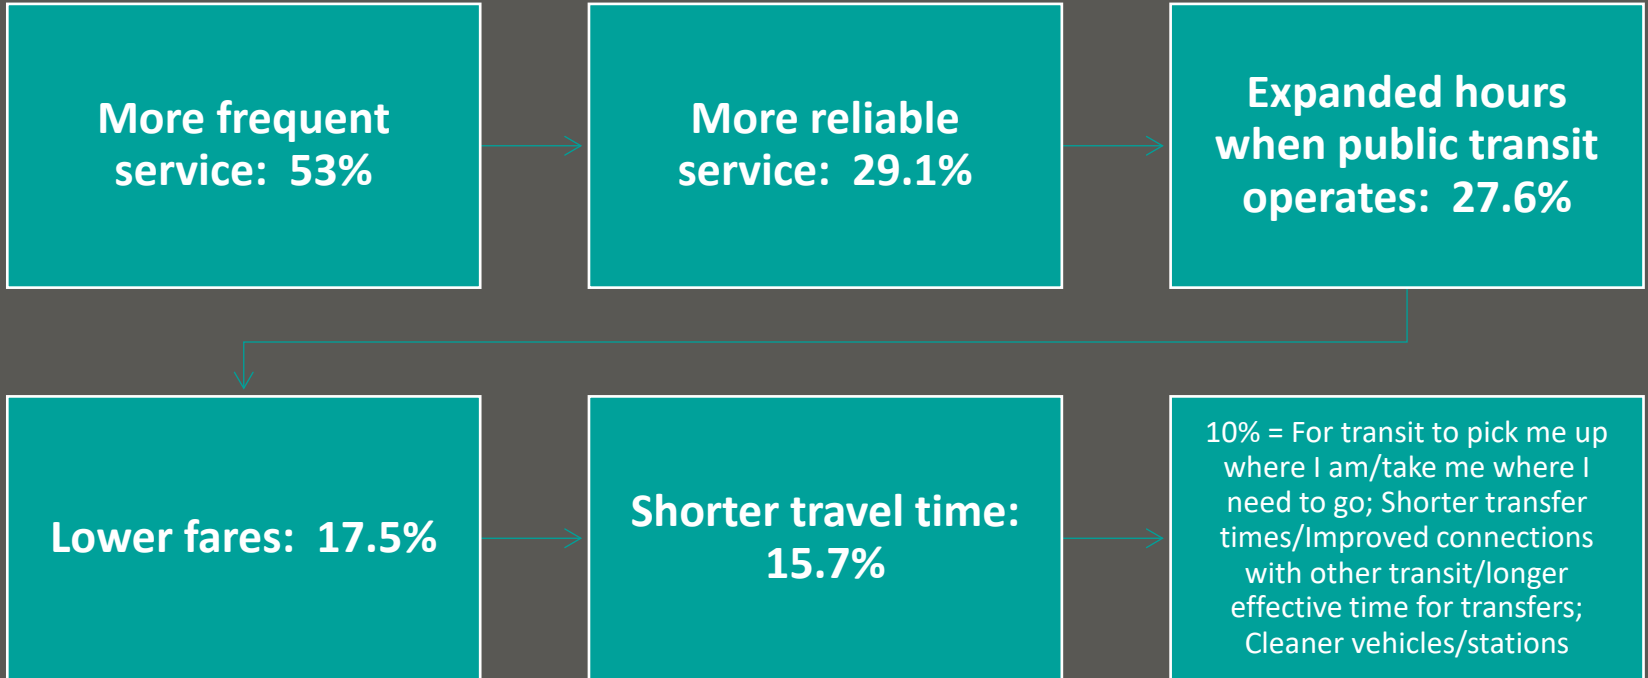 More frequent
service: 53%
More reliable
service: 29.1%
Expanded hours
when public transit
operates: 27.6%
Lower fares: 17.5%
Shorter travel time:
15.7%
10% = For transit to pick me up
where I am/take me where I
need to go; Shorter transfer
times/Improved connections
with other transit/longer
effective time for transfers;
Cleaner vehicles/stations